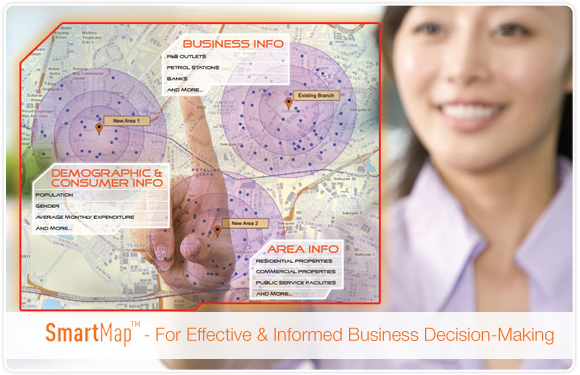 BUSINESS INFO
F&B OUTLETS
PETROL STATIONS
BANKS
AND MORE...
Existing Branch
New Area 1
DEMOGRAPHIC &
CONSUMER INFO
POPULATION
GENDER
AVERAGE MONTHLY EXPENDITURE
AND MORE...
PETALING
JAYA
New Area 2
AREA INFO
RESIDENTIAL PROPERTIES
COMMERCIAL PROPERTIES
PUBLIC SERVICE FACILITIES
AND MORE...
SmartMap™ - For Effective & Informed Business Decision-Making